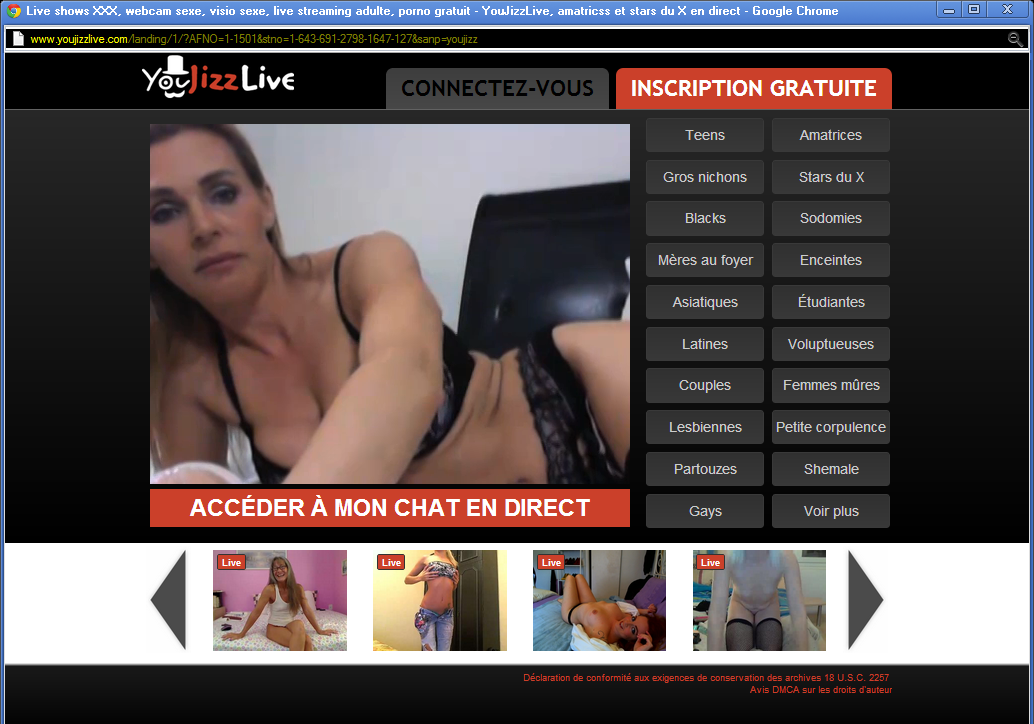 Live shows XXX, webcam sexe, visio sexe, live streaming adulte, porno gratuit - YouJizzLive, amatricss et stars du X en direct - Google Chrome
www.youjizzlive.com/landing/1/?AFNO=1-1501&stno=1-643-691-2798-1647-127&sanp=youjizz
YouJizzLive
CONNECTEZ-VOUS
INSCRIPTION GRATUITE
Teens
Amatrices
Gros nichons
Stars du X
Blacks
Sodomies
Mères au foyer
Enceintes
Asiatiques
Étudiantes
Latines
Voluptueuses
Couples
Femmes mûres
Lesbiennes
Petite corpulence
Partouzes
Shemale
Gays
Voir plus
ACCÉDER À MON CHAT EN DIRECT
Live
Live
Live
Live
Déclaration de conformité aux exigences de conservation des archives 18 U.S.C. 2257
Avis DMCA sur les droits d'auteur